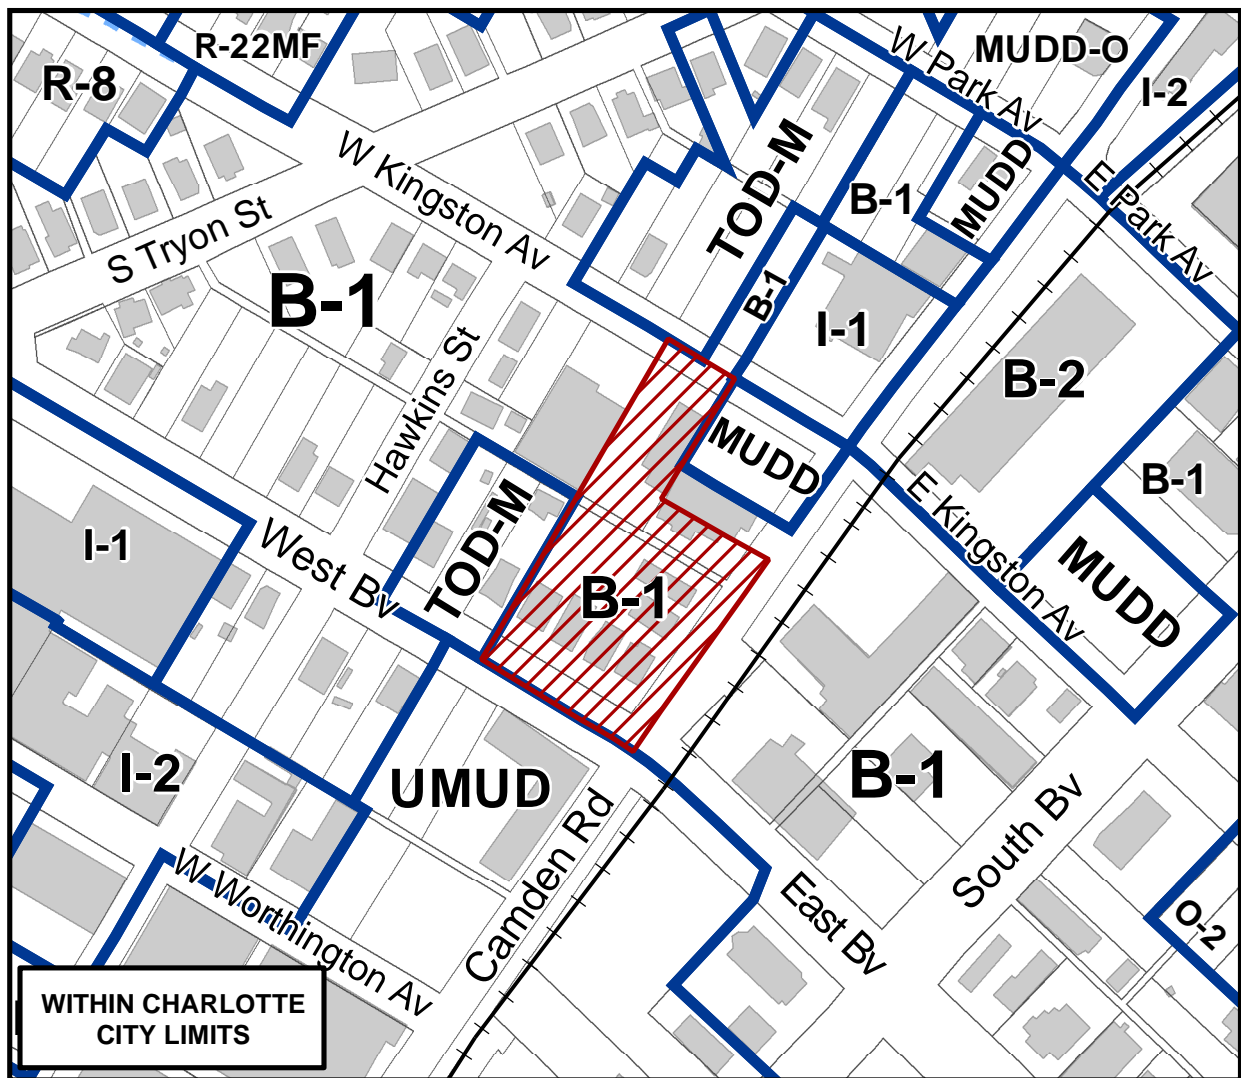 R-22MF
MUDD-O
R-8
W Park Av
I-2
W Kingston Av
TOD-M
MUDD
E Park Av
B-1
S Tryon St
B-1
B-1
I-1
B-2
Hawkins St
MUDD
B-1
TOD-M
E Kingston Av
I-1
West Bv
MUDD
B-1
I-2
UMUD
B-1
Camden Rd
South Bv
W Worthington Av
East Bv
O-2
WITHIN CHARLOTTE
CITY LIMITS